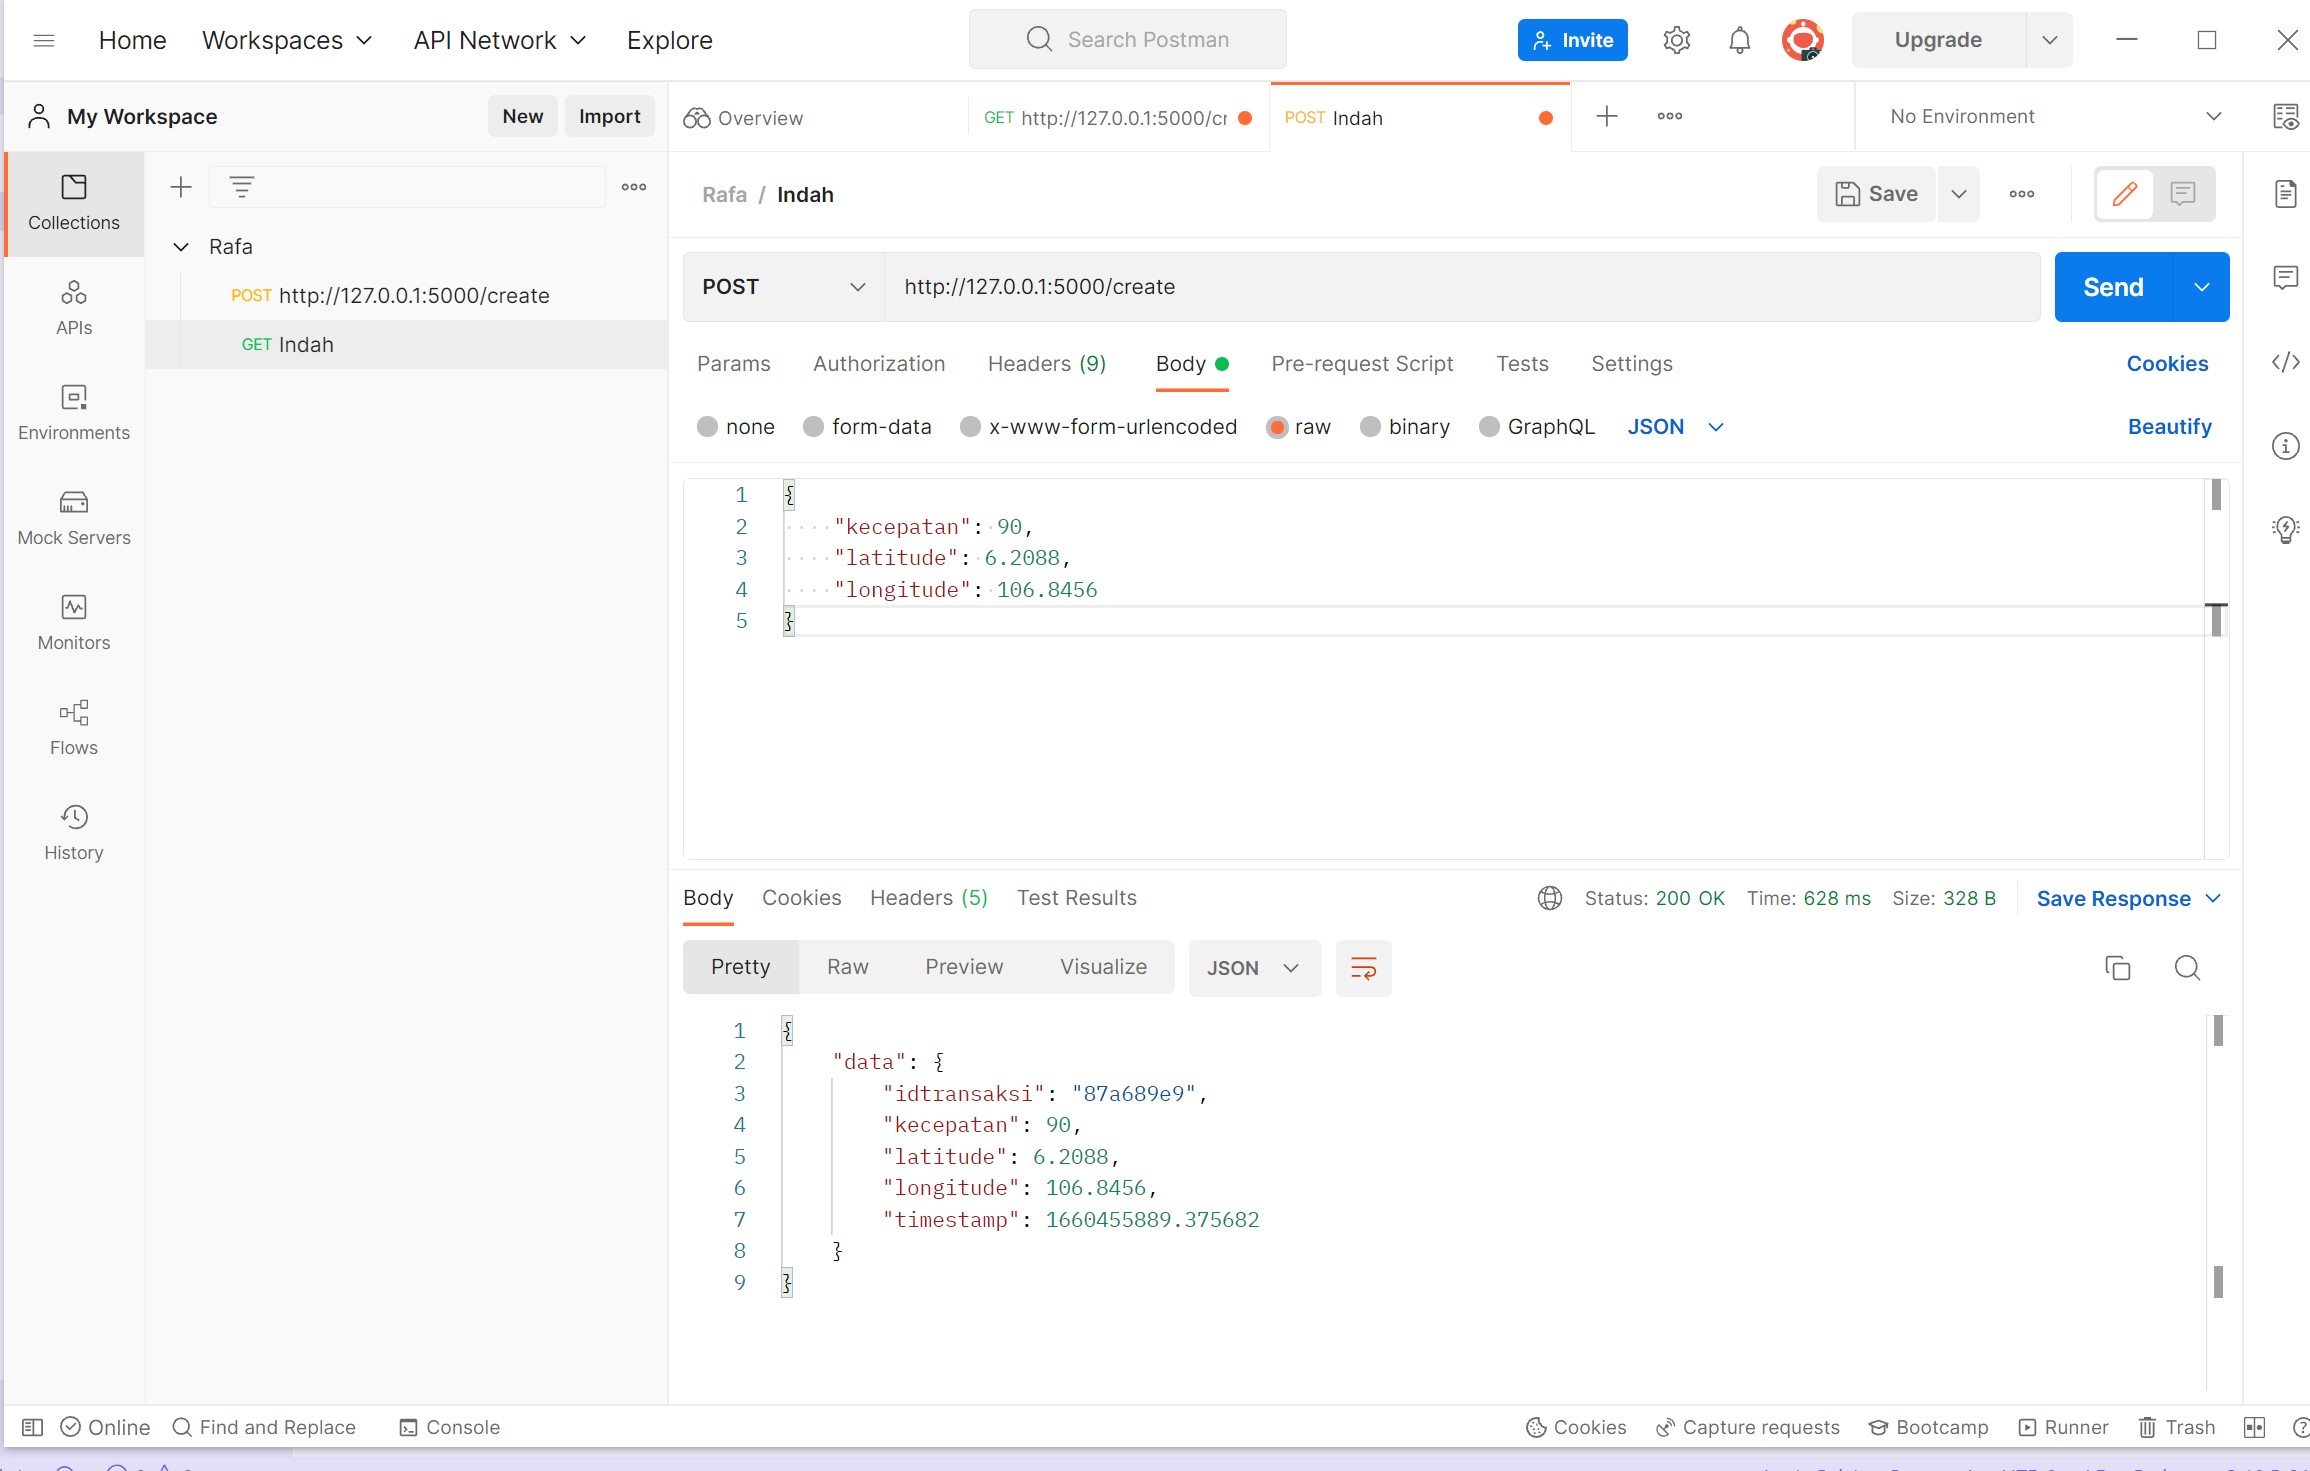 Home Workspaces API Network Explore Search Postman Invite Upgrade
My Workspace New Import Overview GET http://127.0.0.1:5000/cr POST Indah No Environment
Collections
APIs
Environments
Mock Servers
Monitors
Flows
History
Rafa
POST http://127.0.0.1:5000/create
GET Indah
Rafa / Indah Save
POST http://127.0.0.1:5000/create Send
Params Authorization Headers (9) Body Pre-request Script Tests Settings Cookies
none form-data x-www-form-urlencoded raw binary GraphQL JSON Beautify
1 {
2 "kecepatan": 90,
3 "latitude": 6.2088,
4 "longitude": 106.8456
5 }
Body Cookies Headers (5) Test Results Status: 200 OK Time: 628 ms Size: 328 B Save Response
Pretty Raw Preview Visualize JSON
1 {
2 "data": {
3 "idtransaksi": "87a689e9",
4 "kecepatan": 90,
5 "latitude": 6.2088,
6 "longitude": 106.8456,
7 "timestamp": 1660455889.375682
8 }
9 }
Online Find and Replace Console Cookies Capture requests Bootcamp Runner Trash